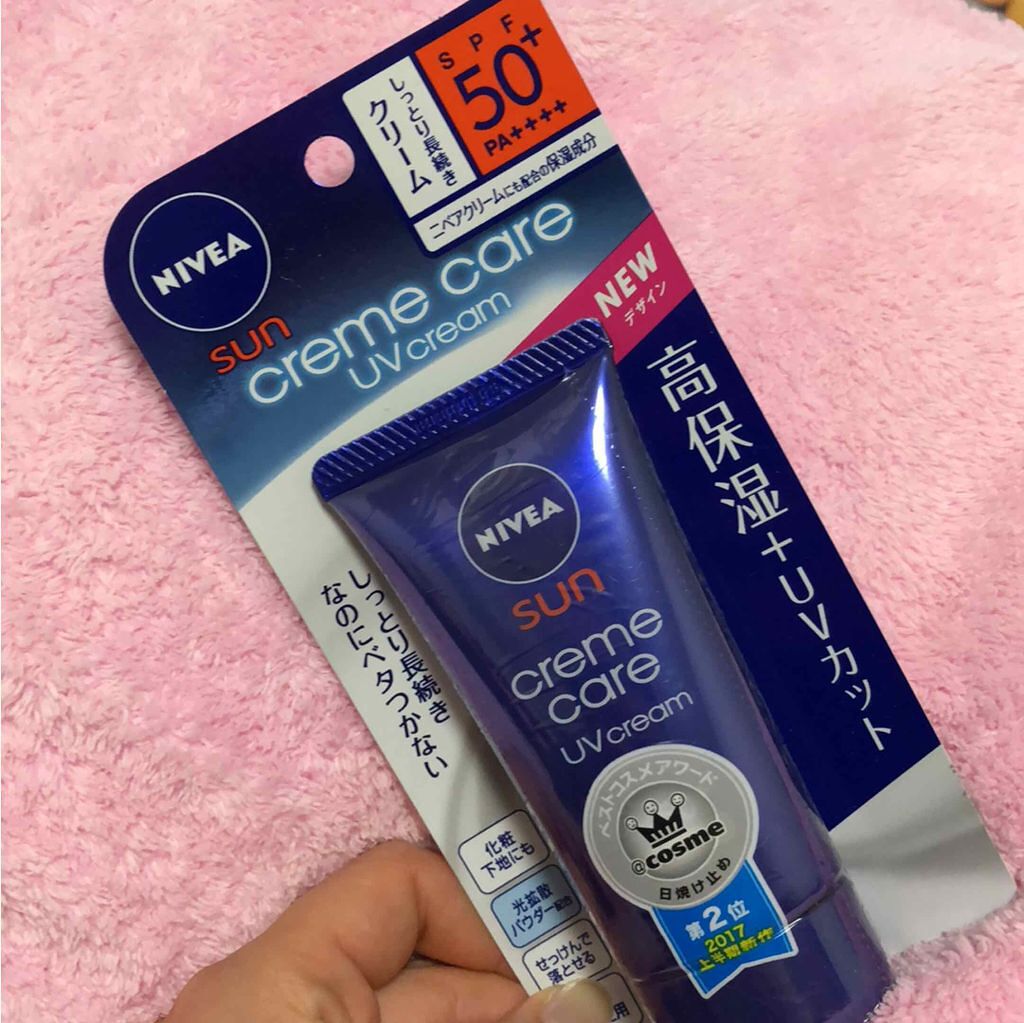 SPF
50+
PA++++
しっとり長続き
クリーム
ニベアクリームにも配合の保湿成分
NIVEA
sun
creme care
UV cream
NEW
デザイン
高保湿+UVカット
NIVEA
sun
creme
care
UV cream
しっとり長続き
なのにベタつかない
ベストコスメアワード
@cosme
日焼け止め
第2位
2017
上半期新作
化粧
下地にも
光拡散
パウダー配合
せっけんで
落とせる
用